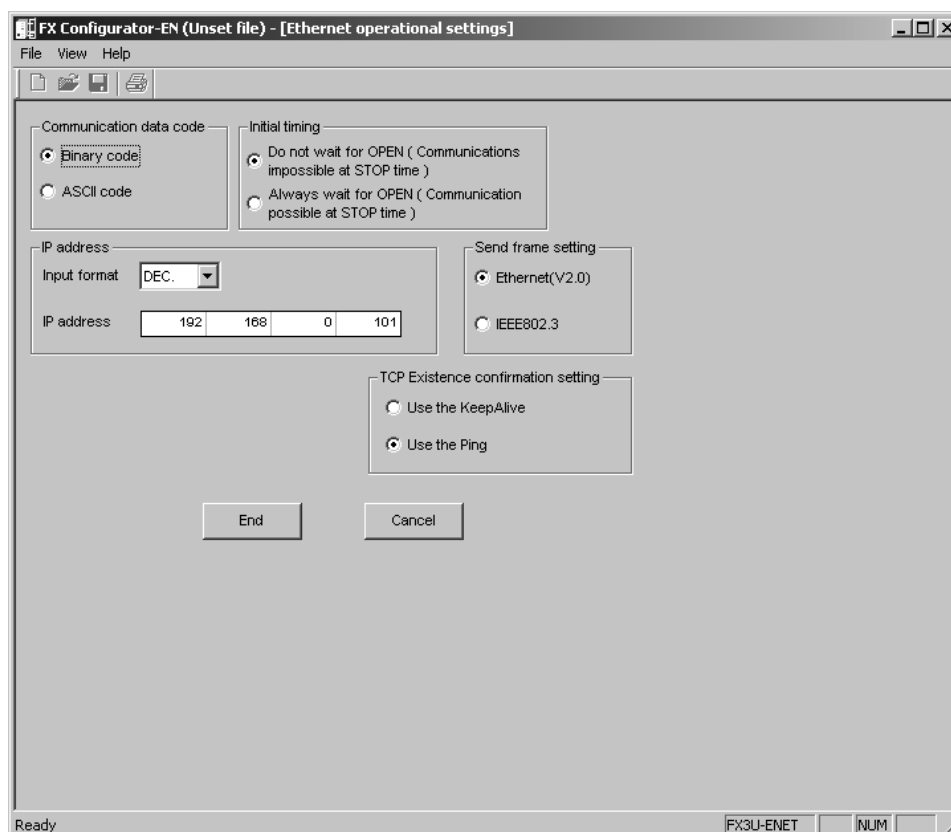 FX Configurator-EN (Unset file) - [Ethernet operational settings]
File View Help
Communication data code
Binary code
ASCII code
Initial timing
Do not wait for OPEN ( Communications
impossible at STOP time )
Always wait for OPEN ( Communication
possible at STOP time )
IP address
Input format DEC.
IP address 192 168 0 101
Send frame setting
Ethernet(V2.0)
IEEE802.3
TCP Existence confirmation setting
Use the KeepAlive
Use the Ping
End Cancel
Ready FX3U-ENET NUM